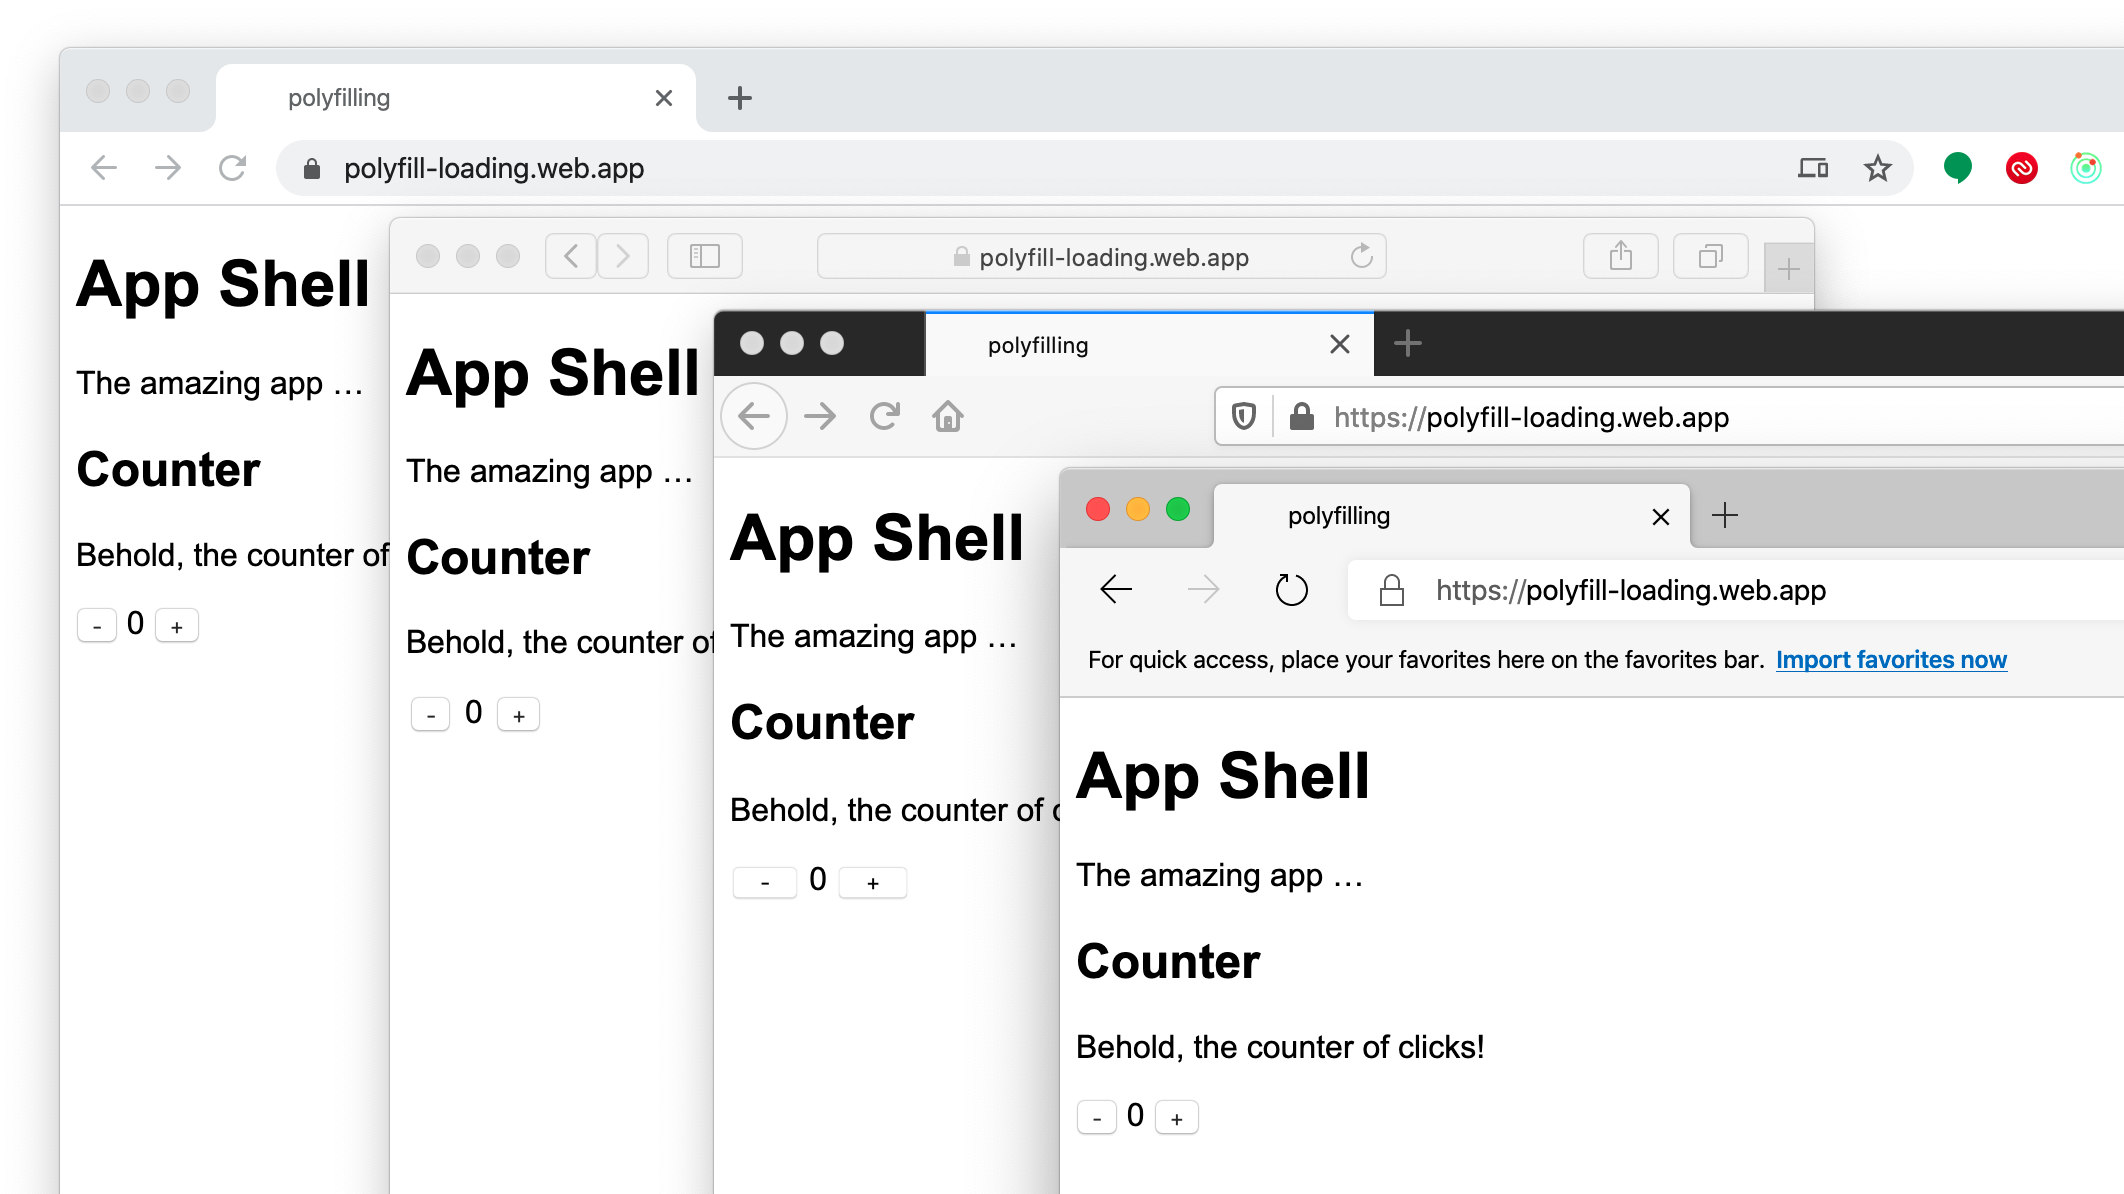 polyfilling
polyfill-loading.web.app
App Shell
The amazing app …
Counter
Behold, the counter of
- 0 +
polyfill-loading.web.app
App Shell
The amazing app …
Counter
Behold, the counter of
- 0 +
polyfilling
https://polyfill-loading.web.app
App Shell
The amazing app …
Counter
Behold, the counter of
- 0 +
polyfilling
https://polyfill-loading.web.app
For quick access, place your favorites here on the favorites bar. Import favorites now
App Shell
The amazing app …
Counter
Behold, the counter of clicks!
- 0 +